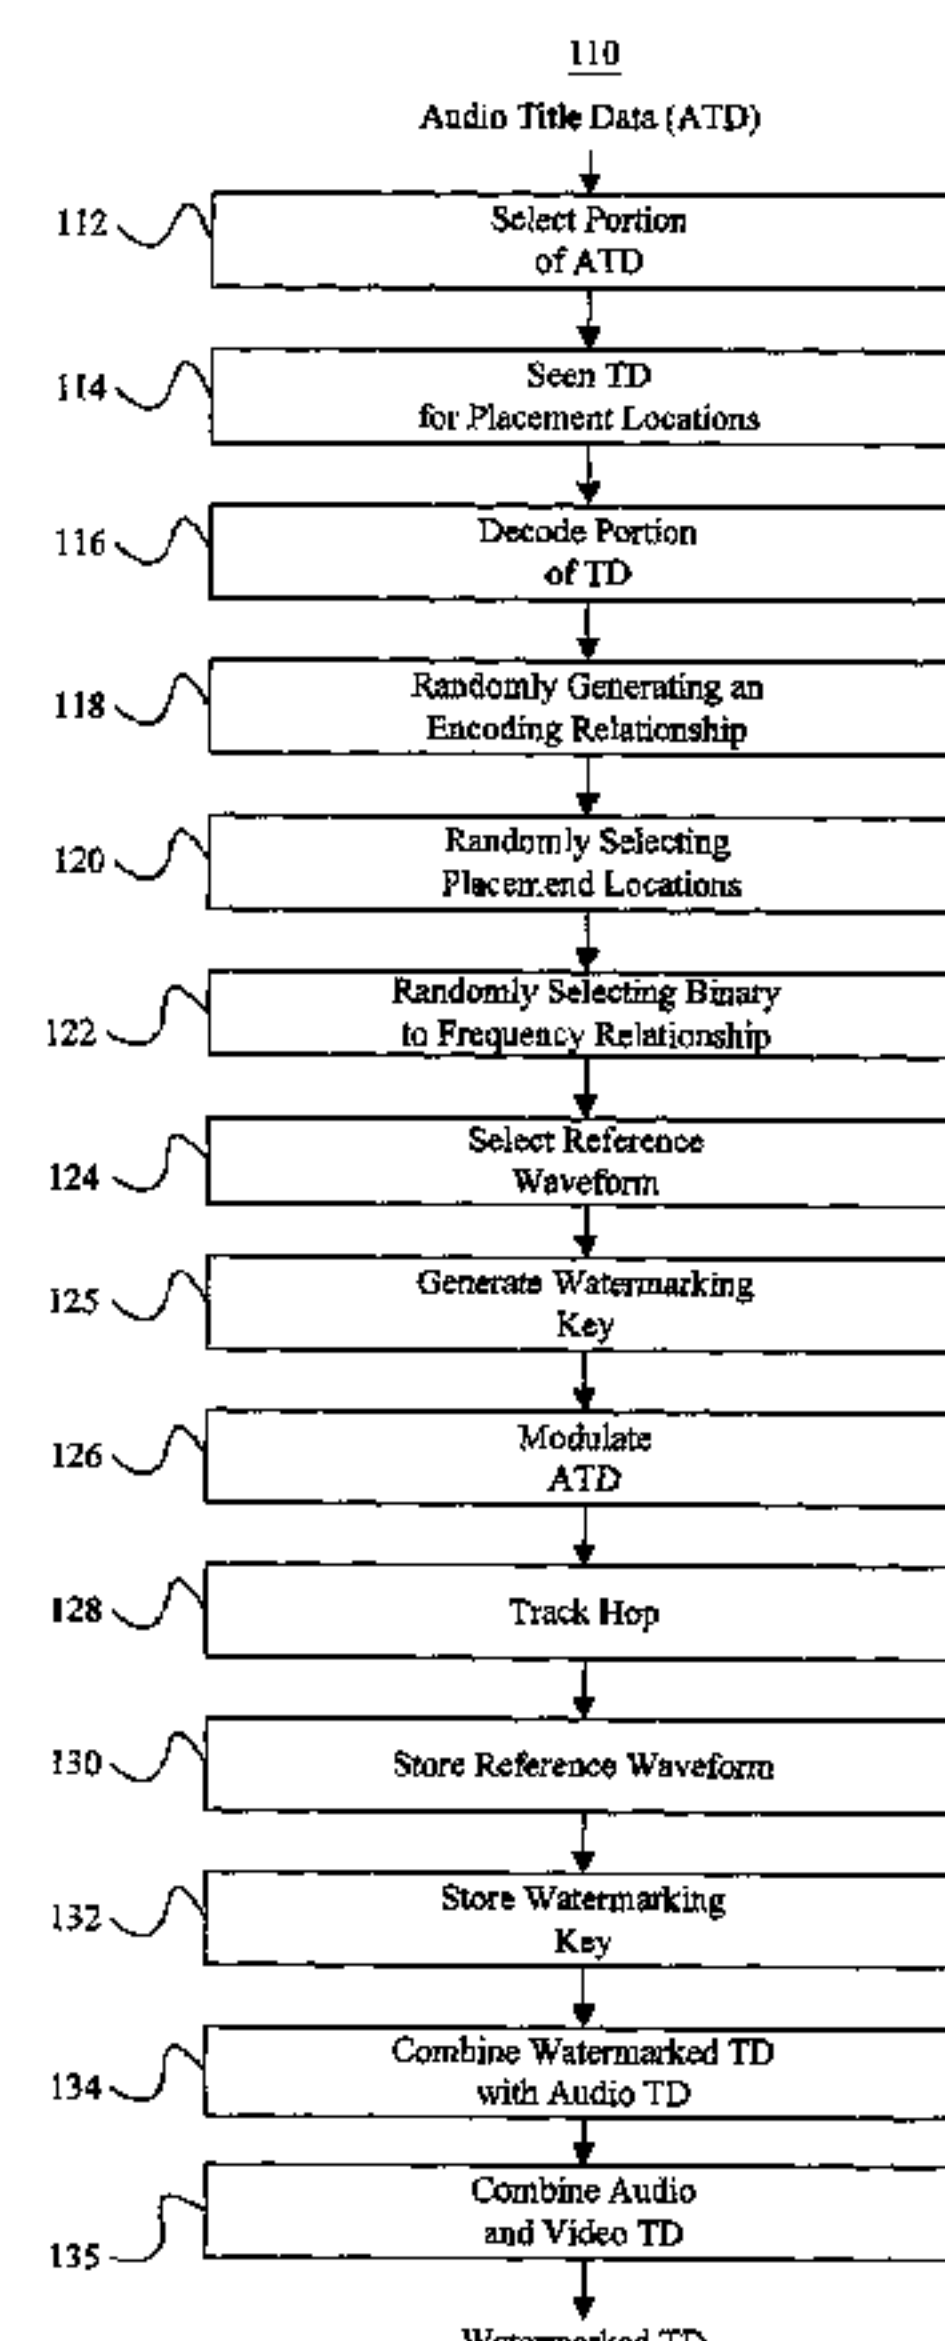 110
Audio Title Data (ATD)
112
Select Portion
of ATD
114
Seen TD
for Placement Locations
116
Decode Portion
of TD
118
Randomly Generating an
Encoding Relationship
120
Randomly Selecting
Placemend Locations
122
Randomly Selecting Binary
to Frequency Relationship
124
Select Reference
Waveform
125
Generate Watermarking
Key
126
Modulate
ATD
128
Track Hop
130
Store Reference Waveform
132
Store Watermarking
Key
134
Combine Watermarked TD
with Audio TD
135
Combine Audio
and Video TD
Watermarked TD